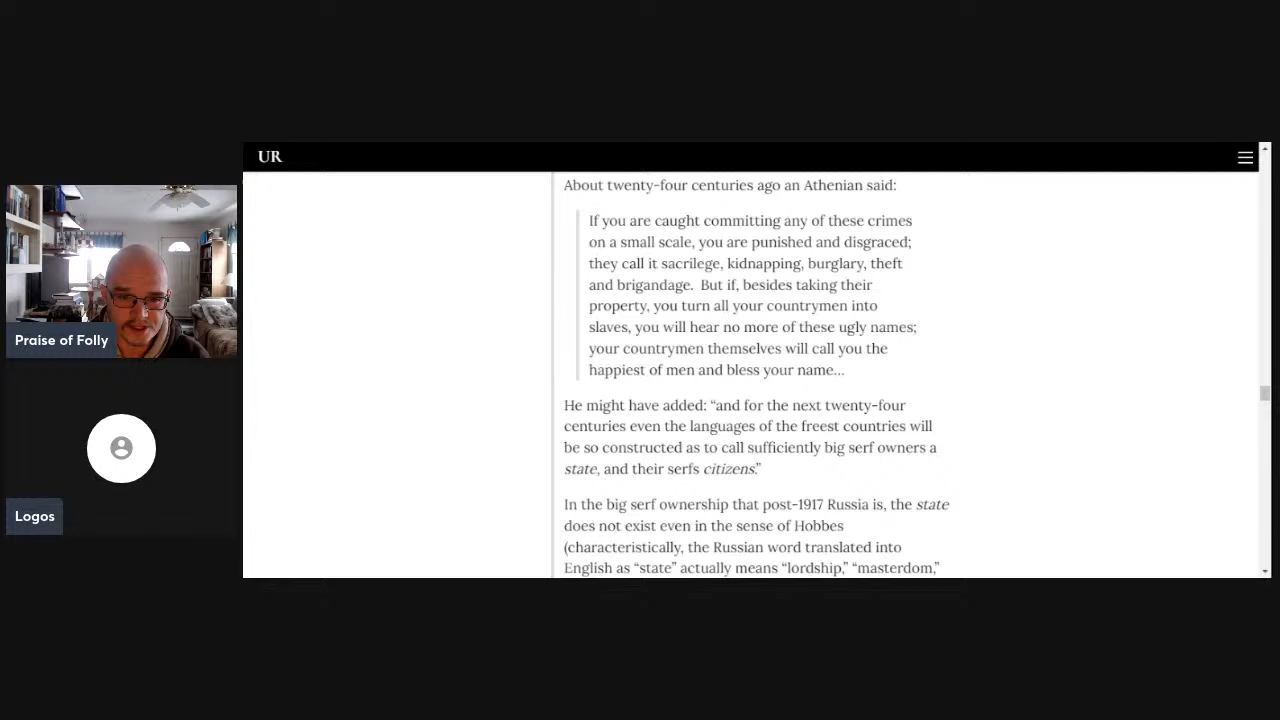 UR
About twenty-four centuries ago an Athenian said:
If you are caught committing any of these crimes
on a small scale, you are punished and disgraced;
they call it sacrilege, kidnapping, burglary, theft
and brigandage.  But if, besides taking their
property, you turn all your countrymen into
slaves, you will hear no more of these ugly names;
your countrymen themselves will call you the
happiest of men and bless your name…
He might have added: “and for the next twenty-four
centuries even the languages of the freest countries will
be so constructed as to call sufficiently big serf owners a
state, and their serfs citizens.”
In the big serf ownership that post-1917 Russia is, the state
does not exist even in the sense of Hobbes
(characteristically, the Russian word translated into
English as “state” actually means “lordship,” “masterdom,”
Praise of Folly
Logos